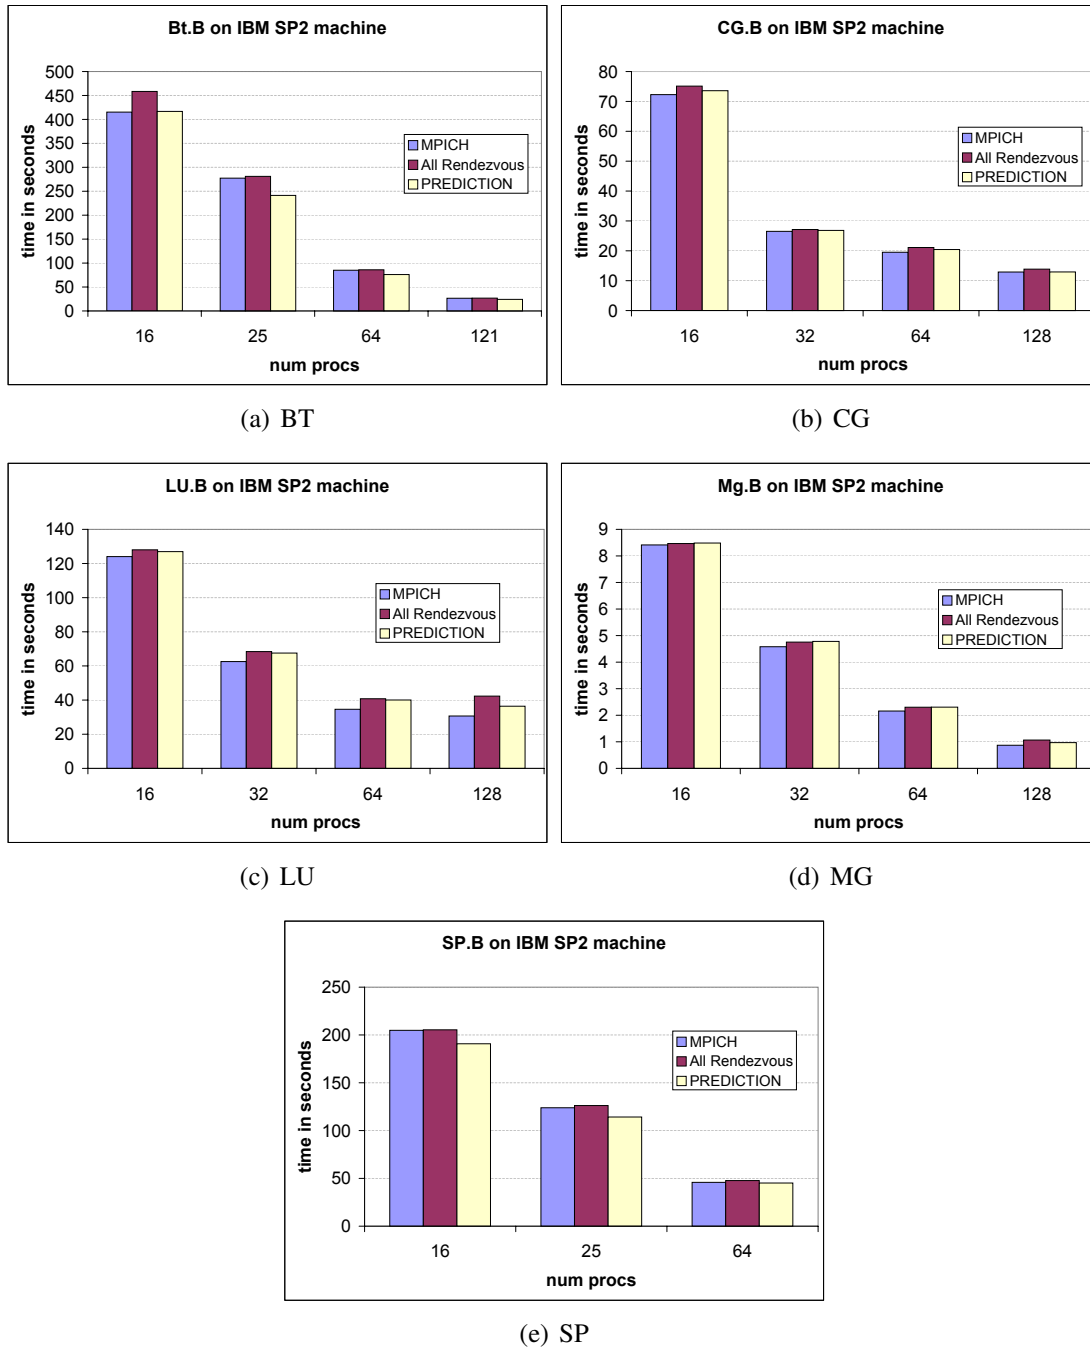 Bt.B on IBM SP2 machine
500
450
400
350
300
250
200
150
100
50
0
time in seconds
MPICH
All Rendezvous
PREDICTION
16 25 64 121
num procs
(a) BT
CG.B on IBM SP2 machine
80
70
60
50
40
30
20
10
0
time in seconds
MPICH
All Rendezvous
PREDICTION
16 32 64 128
num procs
(b) CG
LU.B on IBM SP2 machine
140
120
100
80
60
40
20
0
time in seconds
MPICH
All Rendezvous
PREDICTION
16 32 64 128
num procs
(c) LU
Mg.B on IBM SP2 machine
9
8
7
6
5
4
3
2
1
0
time in seconds
MPICH
All Rendezvous
PREDICTION
16 32 64 128
num procs
(d) MG
SP.B on IBM SP2 machine
250
200
150
100
50
0
time in seconds
MPICH
All Rendezvous
PREDICTION
16 25 64
num procs
(e) SP